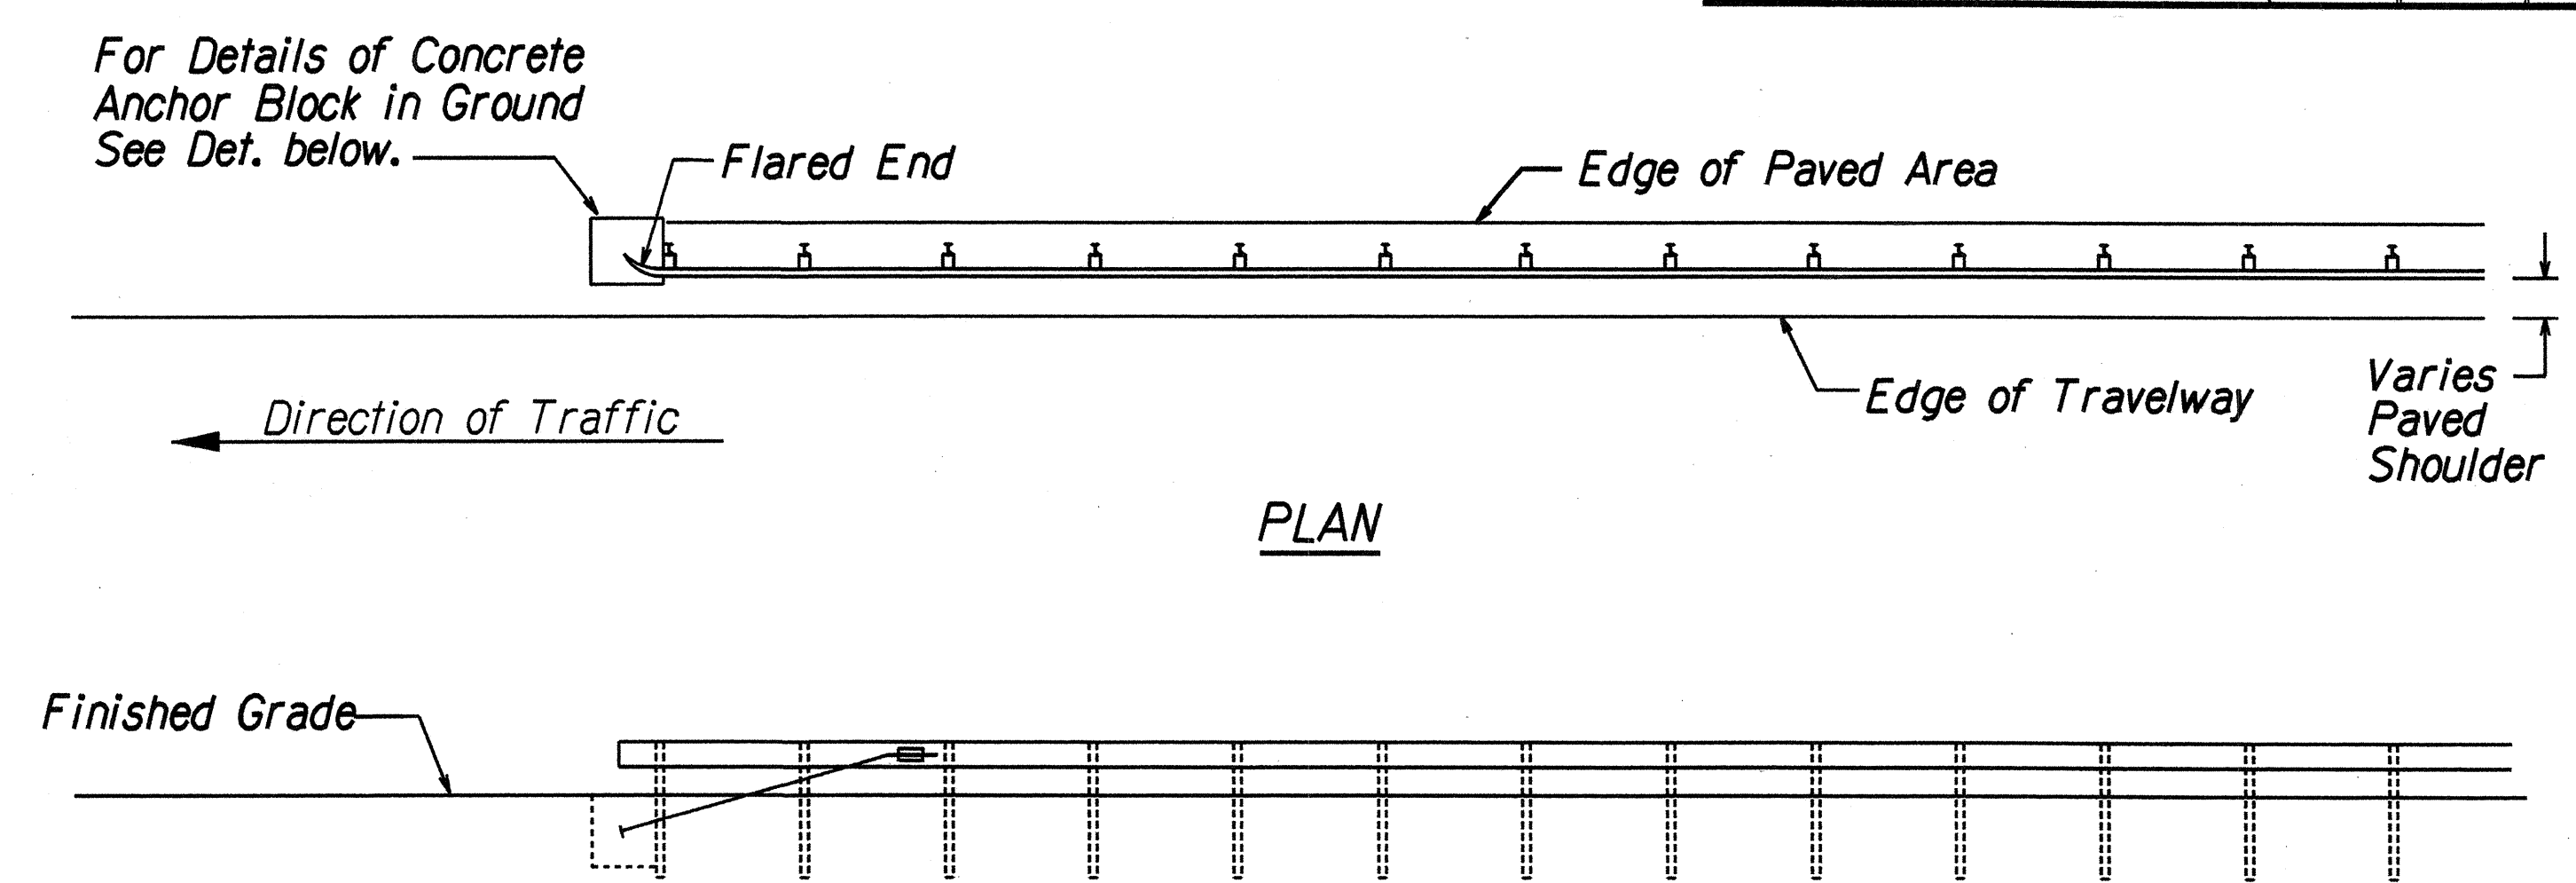 For Details of Concrete
Anchor Block in Ground
See Det. below.
Flared End
Edge of Paved Area
Edge of Travelway
Varies
Paved
Shoulder
Direction of Traffic
PLAN
Finished Grade